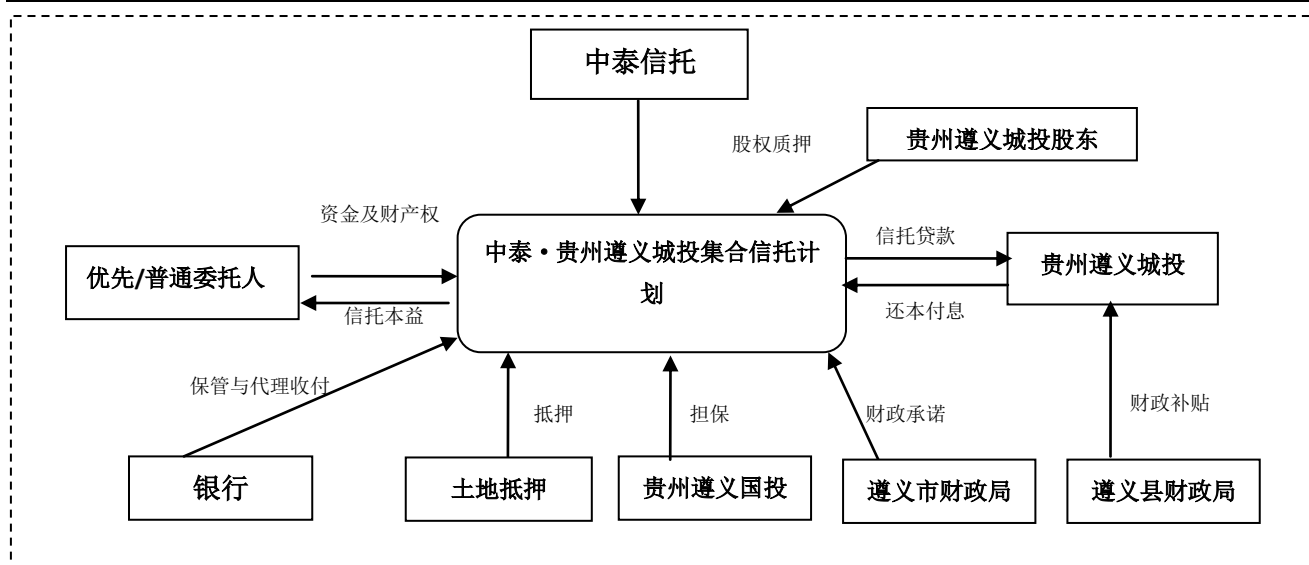 中泰信托
股权质押
贵州遵义城投股东
资金及财产权
优先/普通委托人
信托本益
中泰·贵州遵义城投集合信托计
划
信托贷款
还本付息
贵州遵义城投
保管与代理收付
抵押
担保
财政承诺
财政补贴
银行
土地抵押
贵州遵义国投
遵义市财政局
遵义县财政局